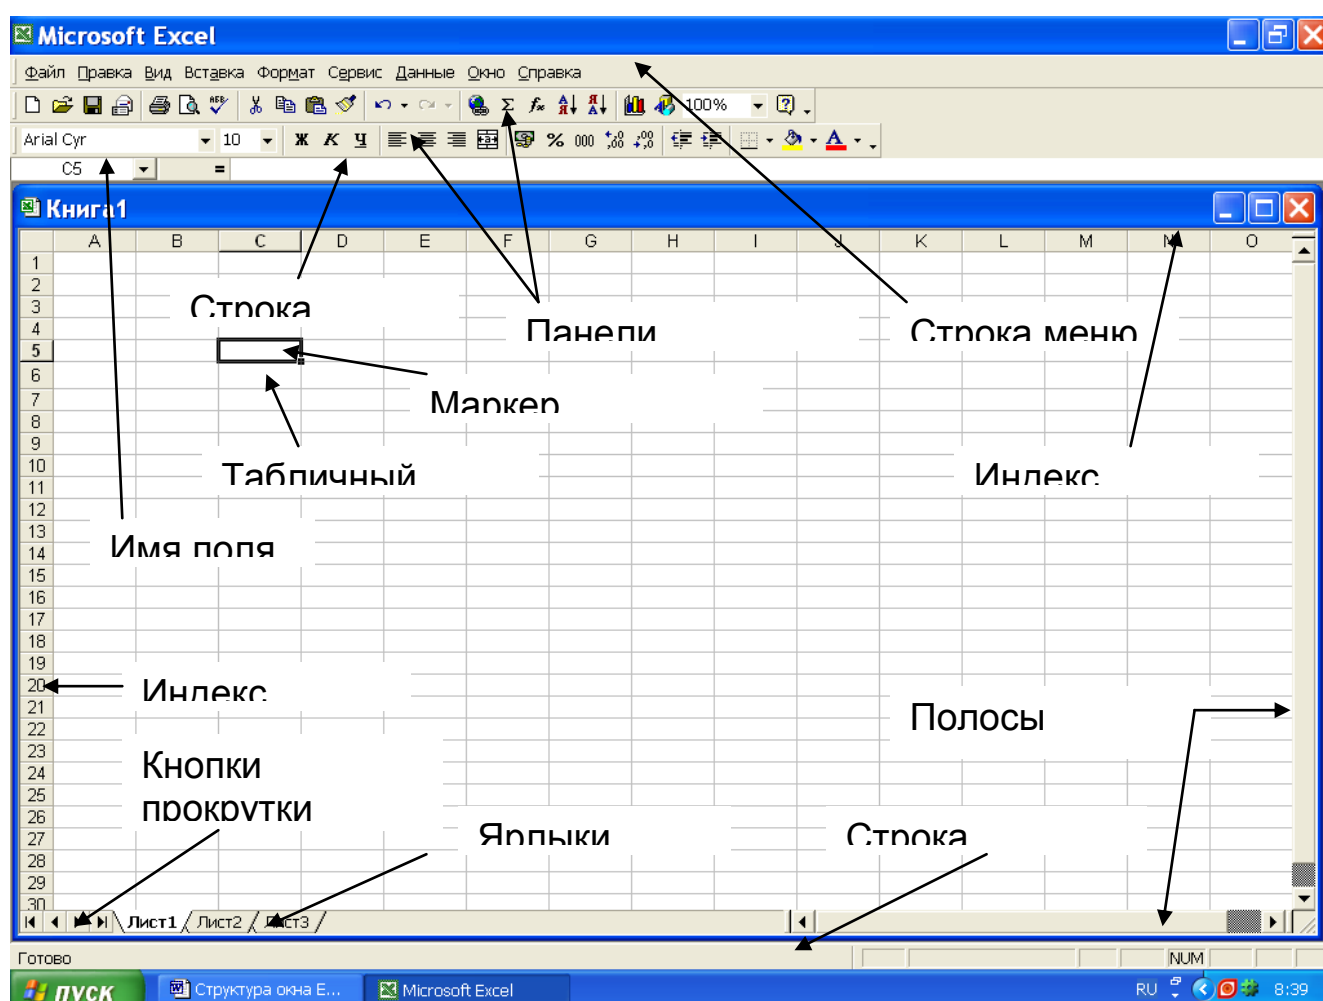 Microsoft Excel
Файл Правка Вид Вставка Формат Сервис Данные Окно Справка
100%
Arial Cyr 10 Ж К Ч % 000
C5 =
Книга1
A B C D E F G H I J K L M N O
1
2
3
Строка
4
Панели Строка меню
5
6
7
Маркер
8
9
10
Табличный Индекс
11
12
13
14
Имя поля
15
16
17
18
19
20
Индекс
21
Полосы
22
23
Кнопки
24
25
прокрутки
26
27
Ярлыки Строка
28
29
30
Лист1 Лист2 Лист3
Готово NUM
пуск Структура окна E... Microsoft Excel RU 8:39